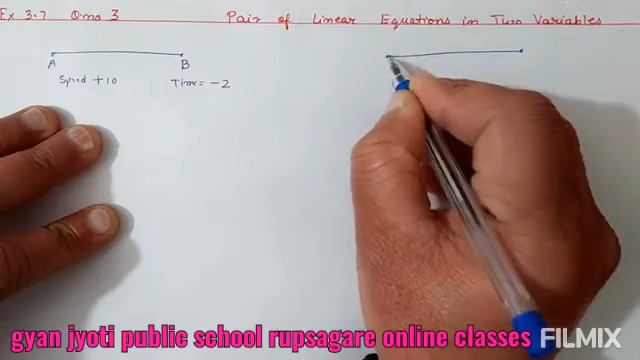 Ex 3.7 Q.no 3 Pair of Linear Equations in Two Variables
A B
Speed +10 Time = -2
gyan jyoti public school rupsagare online classes
FILMIX